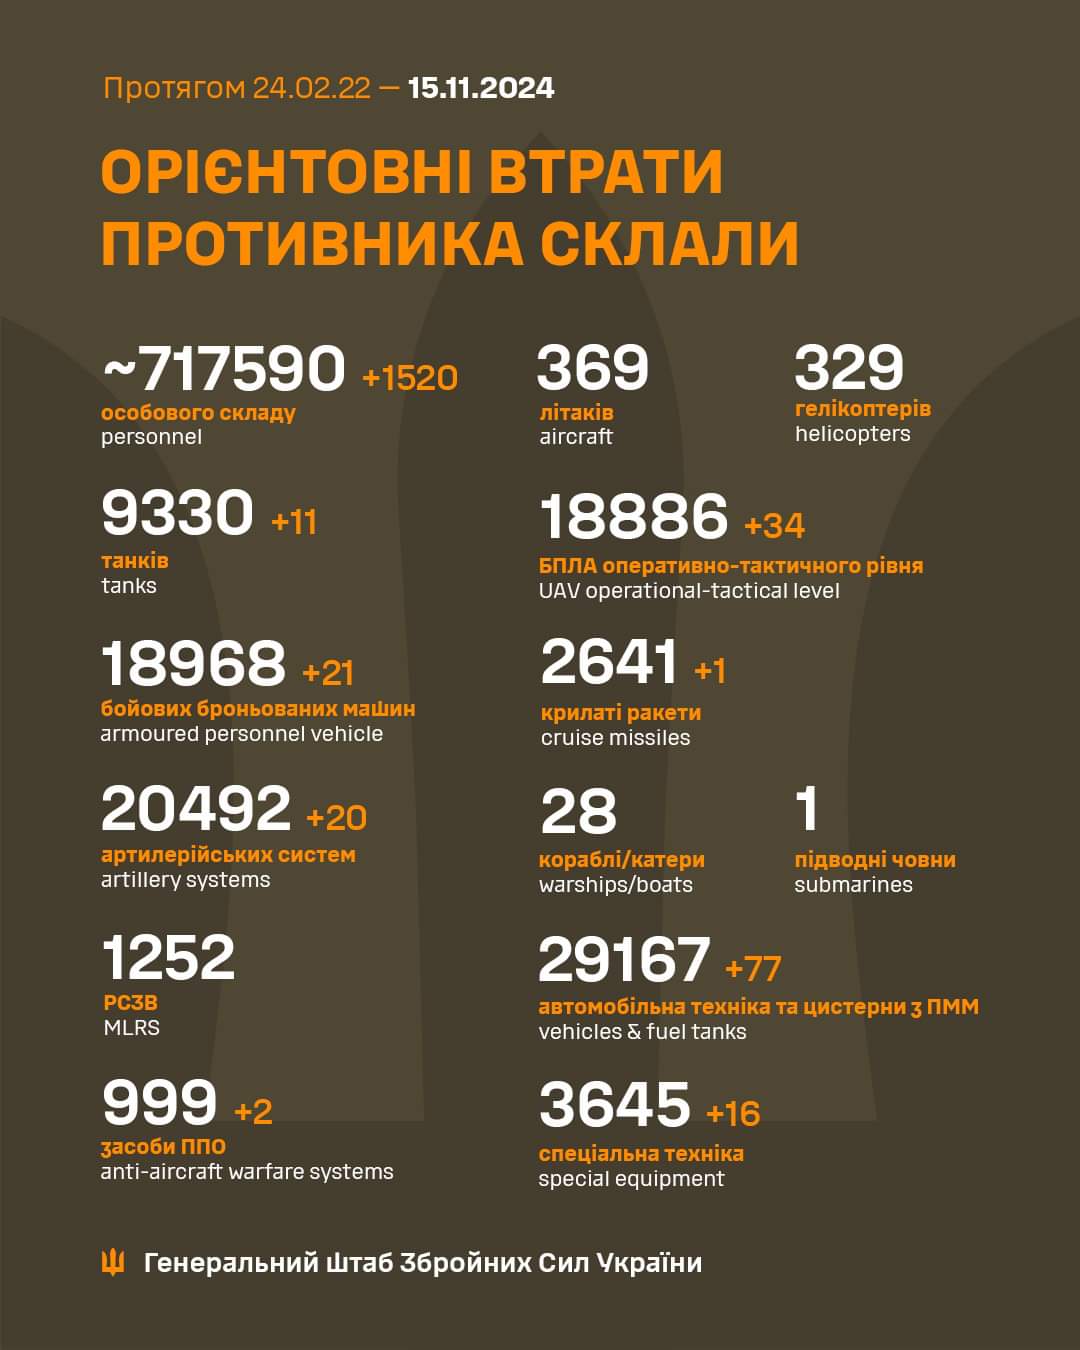 Протягом 24.02.22 — 15.11.2024
ОРІЄНТОВНІ ВТРАТИ
ПРОТИВНИКА СКЛАЛИ
~717590 +1520
особового складу
personnel
369
літаків
aircraft
329
гелікоптерів
helicopters
9330 +11
танків
tanks
18886 +34
БПЛА оперативно-тактичного рівня
UAV operational-tactical level
18968 +21
бойових броньованих машин
armoured personnel vehicle
2641 +1
крилаті ракети
cruise missiles
20492 +20
артилерійських систем
artillery systems
28
кораблі/катери
warships/boats
1
підводні човни
submarines
1252
РСЗВ
MLRS
29167 +77
автомобільна техніка та цистерни з ПММ
vehicles & fuel tanks
999 +2
засоби ППО
anti-aircraft warfare systems
3645 +16
спеціальна техніка
special equipment
Генеральний штаб Збройних Сил України